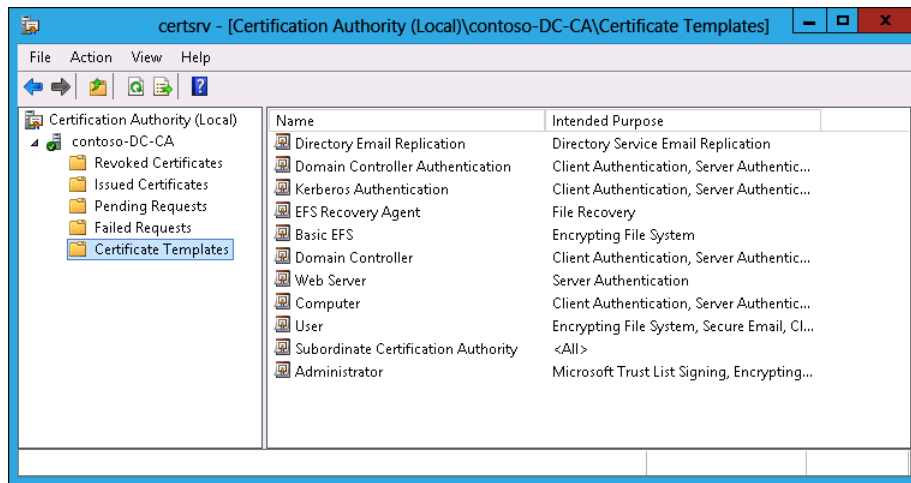 certsrv - [Certification Authority (Local)\contoso-DC-CA\Certificate Templates]
File Action View Help
Certification Authority (Local)
contoso-DC-CA
Revoked Certificates
Issued Certificates
Pending Requests
Failed Requests
Certificate Templates
Name Intended Purpose
Directory Email Replication Directory Service Email Replication
Domain Controller Authentication Client Authentication, Server Authentic...
Kerberos Authentication Client Authentication, Server Authentic...
EFS Recovery Agent File Recovery
Basic EFS Encrypting File System
Domain Controller Client Authentication, Server Authentic...
Web Server Server Authentication
Computer Client Authentication, Server Authentic...
User Encrypting File System, Secure Email, Cl...
Subordinate Certification Authority <All>
Administrator Microsoft Trust List Signing, Encrypting...